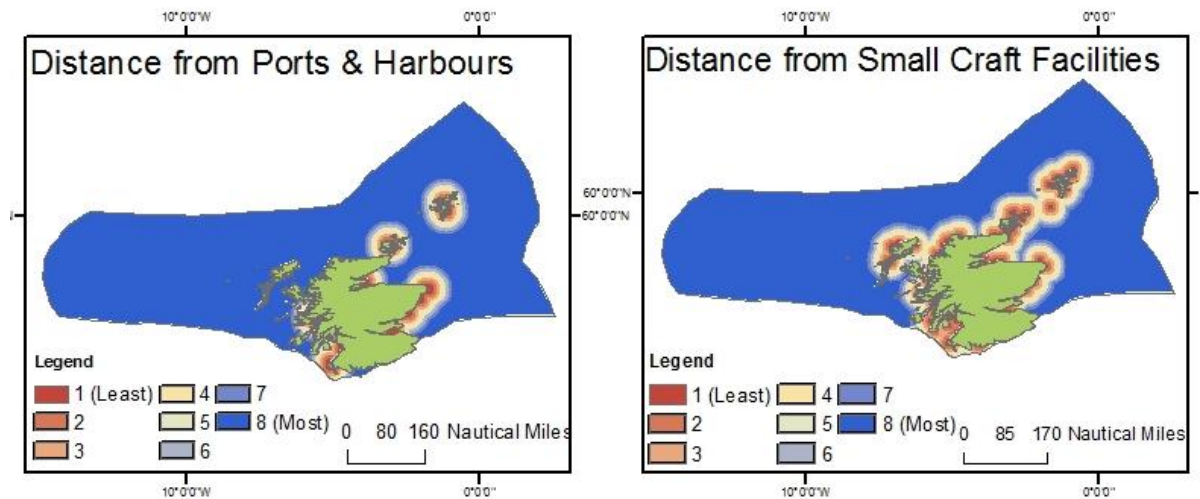 10°0'0"W 0°0'0"
Distance from Ports & Harbours
60°0'0"N
Legend
1 (Least) 4 7
2 5 8 (Most)
3 6
0 80 160 Nautical Miles
10°0'0"W 0°0'0"
10°0'0"W 0°0'0"
Distance from Small Craft Facilities
60°0'0"N
Legend
1 (Least) 4 7
2 5 8 (Most)
3 6
0 85 170 Nautical Miles
10°0'0"W 0°0'0"